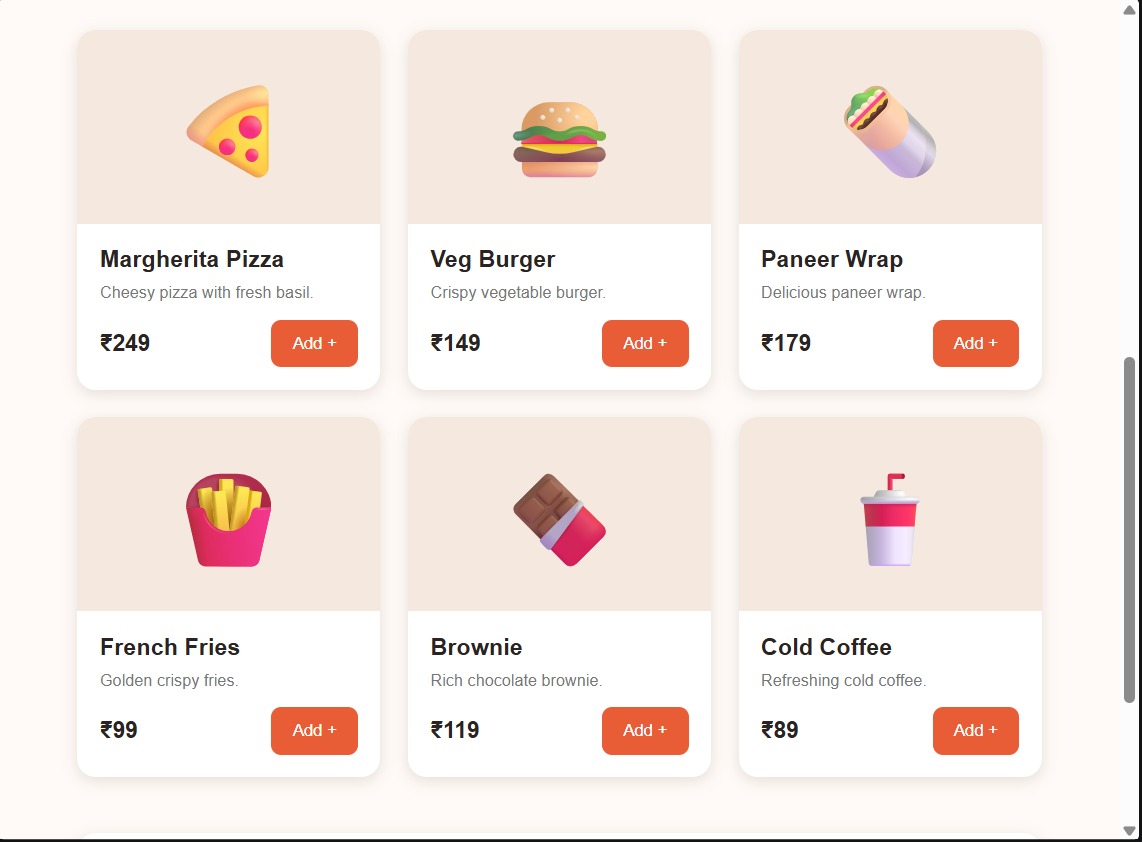 Margherita Pizza
Cheesy pizza with fresh basil.
₹249
Add +
Veg Burger
Crispy vegetable burger.
₹149
Add +
Paneer Wrap
Delicious paneer wrap.
₹179
Add +
French Fries
Golden crispy fries.
₹99
Add +
Brownie
Rich chocolate brownie.
₹119
Add +
Cold Coffee
Refreshing cold coffee.
₹89
Add +